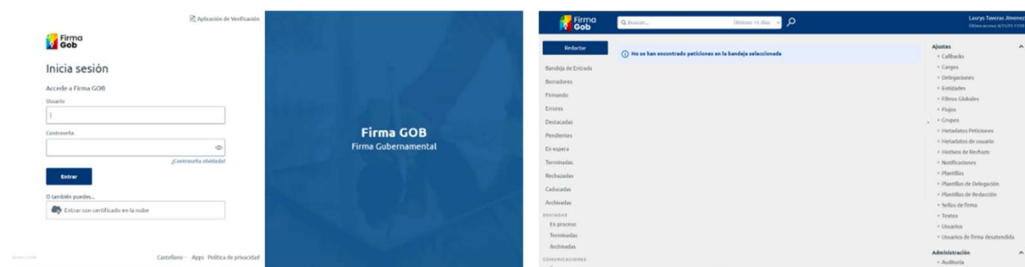 Aplicación de Verificación
Firma
Gob
Inicia sesión
Accede a Firma GOB
Usuario
Contraseña
¿Contraseña olvidada?
Entrar
O también puedes...
Entrar con certificado en la nube
Castellano
Apps
Política de privacidad
Firma GOB
Firma Gubernamental
Firma
Gob
Buscar...
Últimos 15 días
Laurys Taveras Jimenez
Redactar
No se han encontrado peticiones en la bandeja seleccionada
Bandeja de Entrada
Borradores
Firmando
Errores
Destacadas
Pendientes
En espera
Terminadas
Rechazadas
Caducadas
Archivadas
ENVIADAS
En proceso
Terminadas
Archivadas
COMUNICACIONES
Ajustes
Callbacks
Cargos
Delegaciones
Entidades
Filtros Globales
Flujos
Grupos
Metadatos Peticiones
Metadatos de usuario
Motivos de Rechazo
Notificaciones
Plantillas
Plantillas de Delegación
Plantillas de Redacción
Sellos de firma
Textos
Usuarios
Usuarios de firma desatendida
Administración
Auditoría